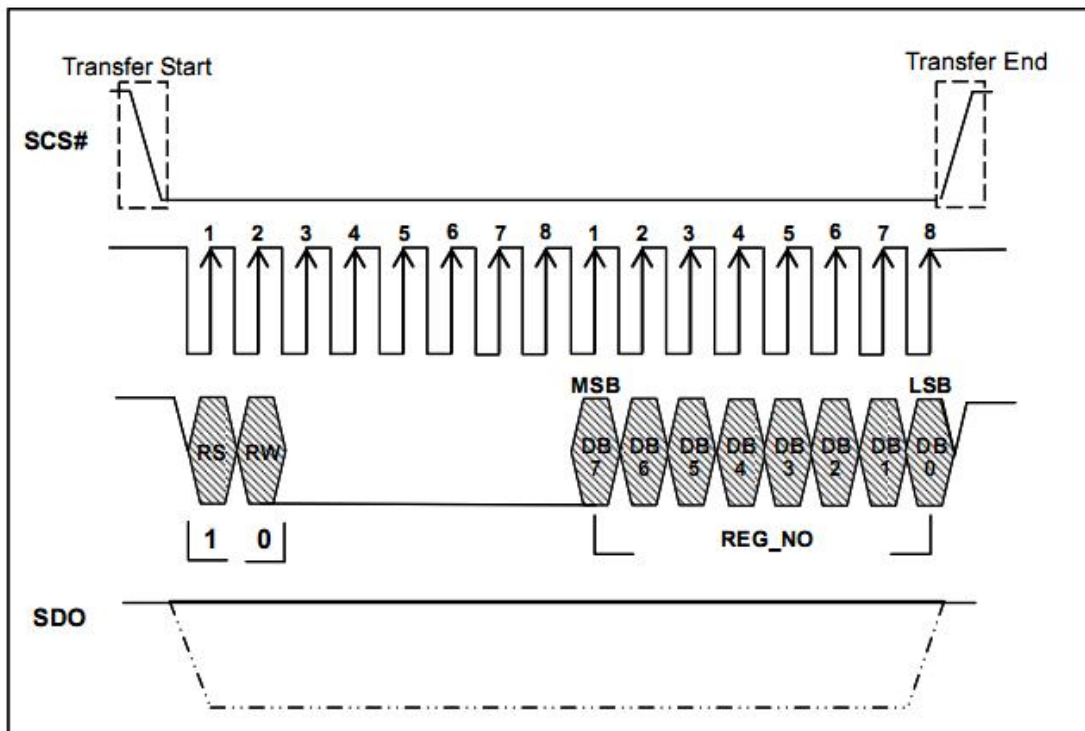 Transfer Start
Transfer End
SCS#
1 2 3 4 5 6 7 8 1 2 3 4 5 6 7 8
MSB LSB
RS RW DB DB DB DB DB DB DB DB
7 6 5 4 3 2 1 0
1 0
REG_NO
SDO